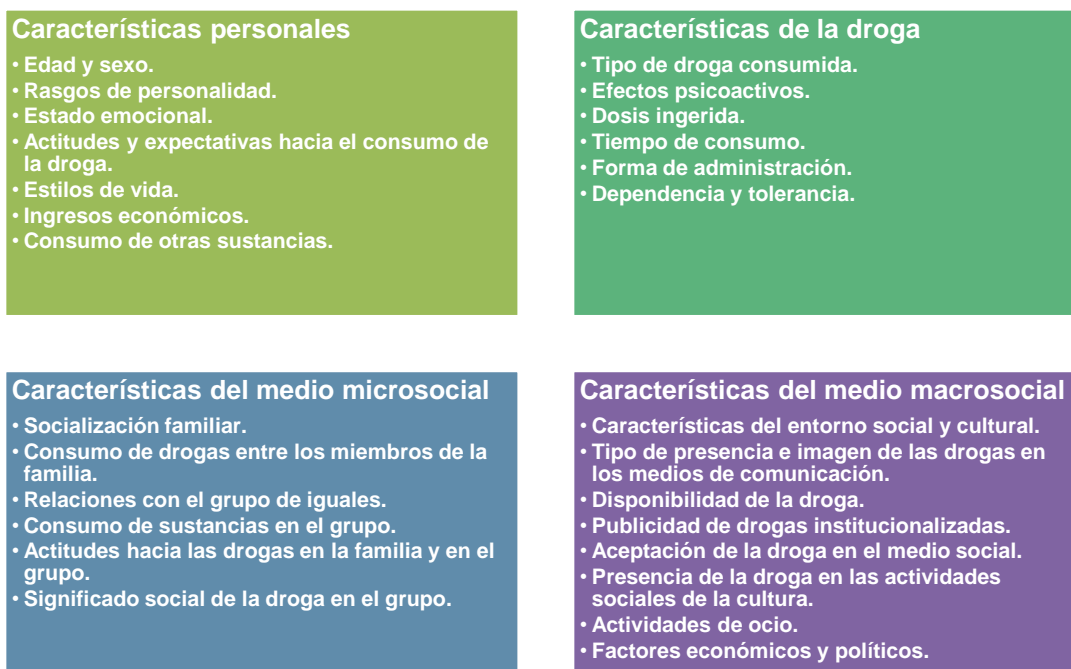 Características personales
• Edad y sexo.
• Rasgos de personalidad.
• Estado emocional.
• Actitudes y expectativas hacia el consumo de
la droga.
• Estilos de vida.
• Ingresos económicos.
• Consumo de otras sustancias.
Características de la droga
• Tipo de droga consumida.
• Efectos psicoactivos.
• Dosis ingerida.
• Tiempo de consumo.
• Forma de administración.
• Dependencia y tolerancia.
Características del medio microsocial
• Socialización familiar.
• Consumo de drogas entre los miembros de la
familia.
• Relaciones con el grupo de iguales.
• Consumo de sustancias en el grupo.
• Actitudes hacia las drogas en la familia y en el
grupo.
• Significado social de la droga en el grupo.
Características del medio macrosocial
• Características del entorno social y cultural.
• Tipo de presencia e imagen de las drogas en
los medios de comunicación.
• Disponibilidad de la droga.
• Publicidad de drogas institucionalizadas.
• Aceptación de la droga en el medio social.
• Presencia de la droga en las actividades
sociales de la cultura.
• Actividades de ocio.
• Factores económicos y políticos.